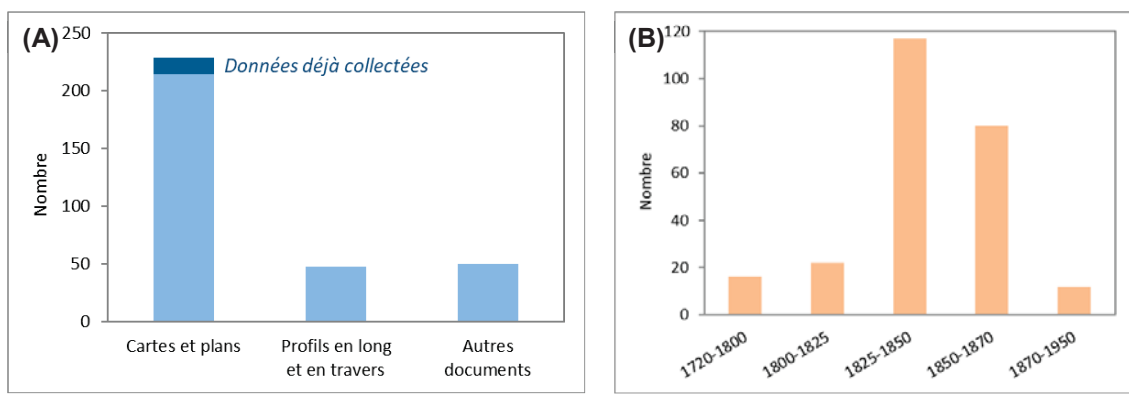 (A)
250
200
150
100
50
0
Nombre
Données déjà collectées
Cartes et plans
Profils en long
et en travers
Autres
documents
(B)
120
100
80
60
40
20
0
Nombre
1720-1800
1800-1825
1825-1850
1850-1870
1870-1950